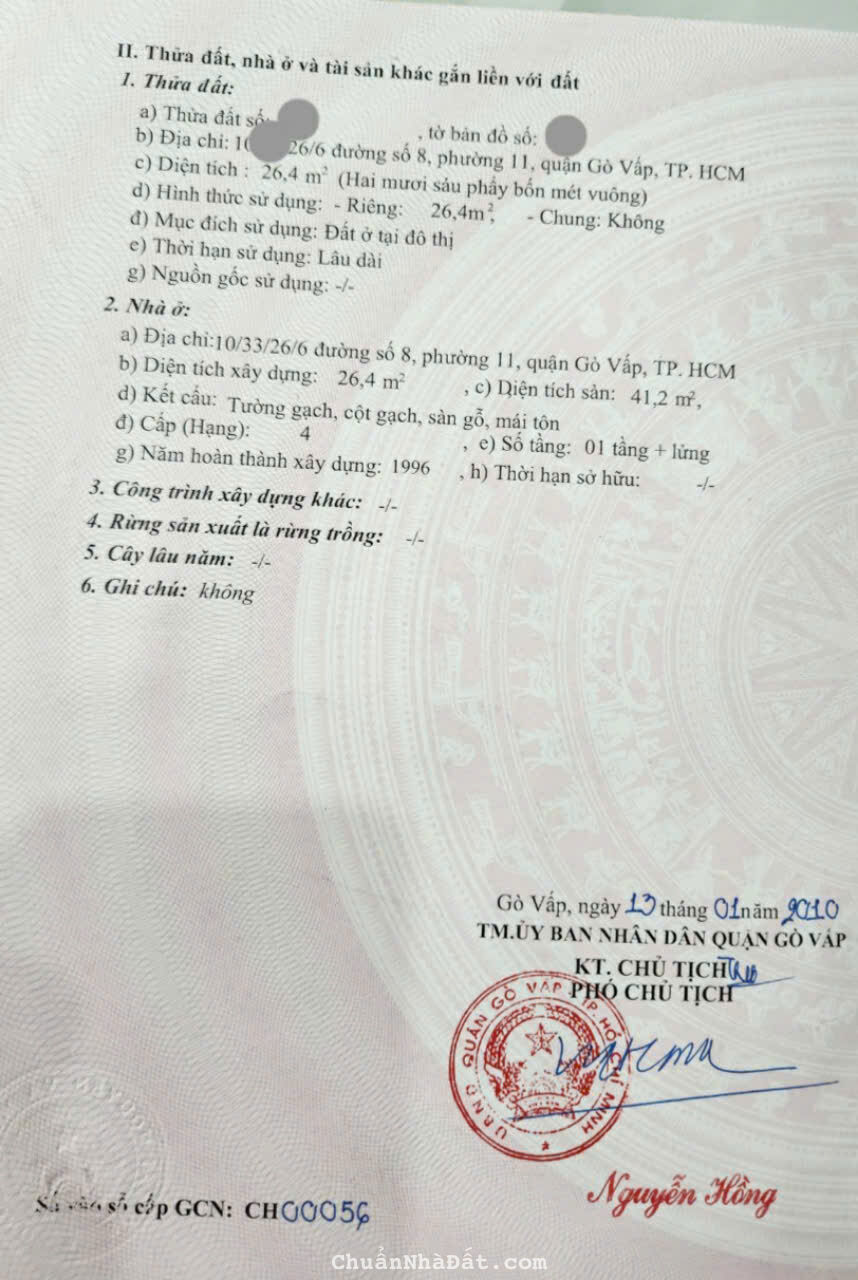 II. Thửa đất, nhà ở và tài sản khác gắn liền với đất
1. Thửa đất:
a) Thửa đất số: , tờ bản đồ số:
b) Địa chỉ: 10 26/6 đường số 8, phường 11, quận Gò Vấp, TP. HCM
c) Diện tích : 26,4 m² (Hai mươi sáu phẩy bốn mét vuông)
d) Hình thức sử dụng: - Riêng: 26,4m², - Chung: Không
đ) Mục đích sử dụng: Đất ở tại đô thị
e) Thời hạn sử dụng: Lâu dài
g) Nguồn gốc sử dụng: -/-
2. Nhà ở:
a) Địa chỉ:10/33/26/6 đường số 8, phường 11, quận Gò Vấp, TP. HCM
b) Diện tích xây dựng: 26,4 m² , c) Diện tích sàn: 41,2 m²,
d) Kết cấu: Tường gạch, cột gạch, sàn gỗ, mái tôn
đ) Cấp (Hạng): 4 , e) Số tầng: 01 tầng + lửng
g) Năm hoàn thành xây dựng: 1996 , h) Thời hạn sở hữu: -/-
3. Công trình xây dựng khác: -/-
4. Rừng sản xuất là rừng trồng: -/-
5. Cây lâu năm: -/-
6. Ghi chú: không
Gò Vấp, ngày 13 tháng 01 năm 2010
TM.ỦY BAN NHÂN DÂN QUẬN GÒ VẤP
KT. CHỦ TỊCH
PHÓ CHỦ TỊCH
U.B.N.D QUẬN GÒ VẤP TP. HỒ CHÍ MINH
Nguyễn Hồng
Số vào sổ cấp GCN: CH00056
ChuẩnNhàĐất.com